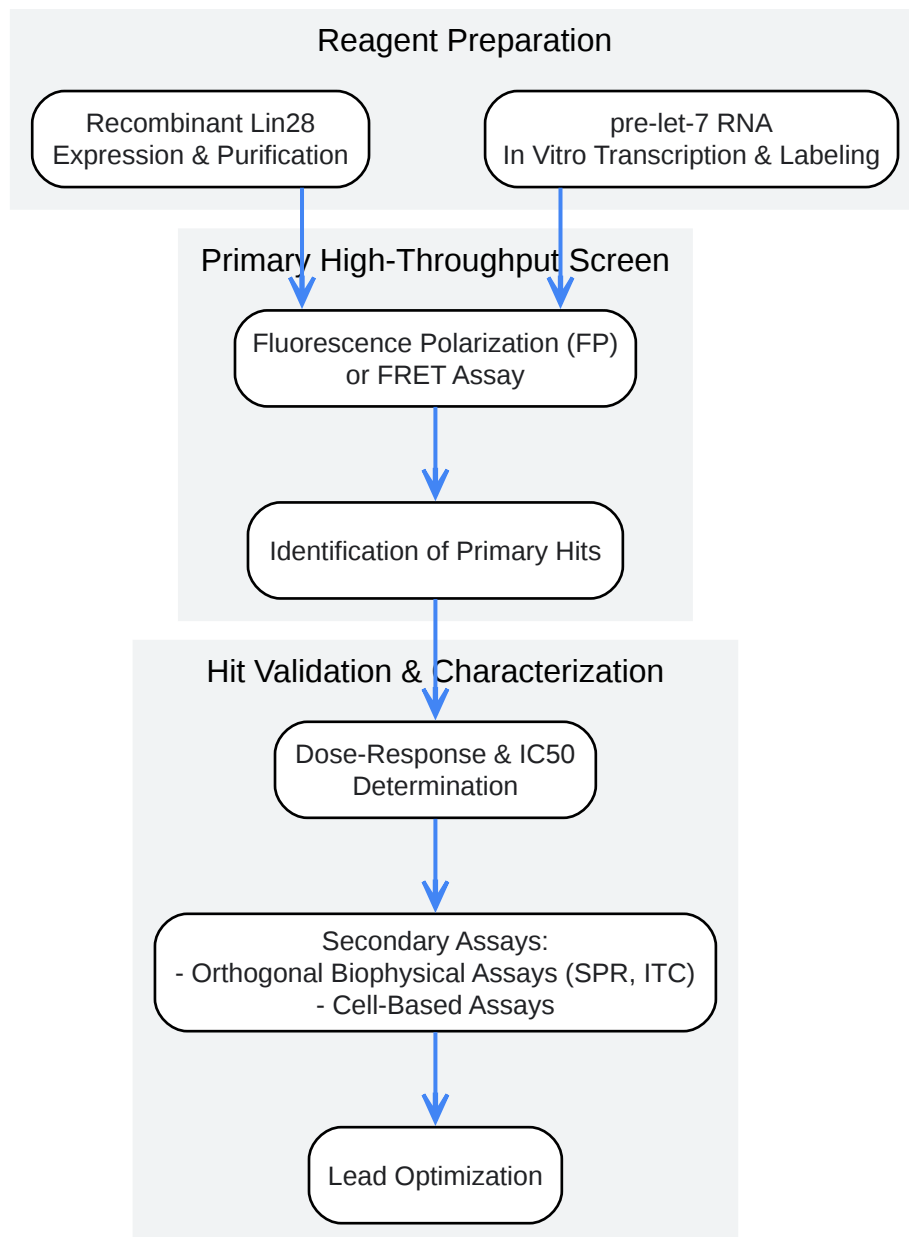 Reagent Preparation
Recombinant Lin28
Expression & Purification
pre-let-7 RNA
In Vitro Transcription & Labeling
Primary High-Throughput Screen
Fluorescence Polarization (FP)
or FRET Assay
Identification of Primary Hits
Hit Validation & Characterization
Dose-Response & IC50
Determination
Secondary Assays:
- Orthogonal Biophysical Assays (SPR, ITC)
- Cell-Based Assays
Lead Optimization